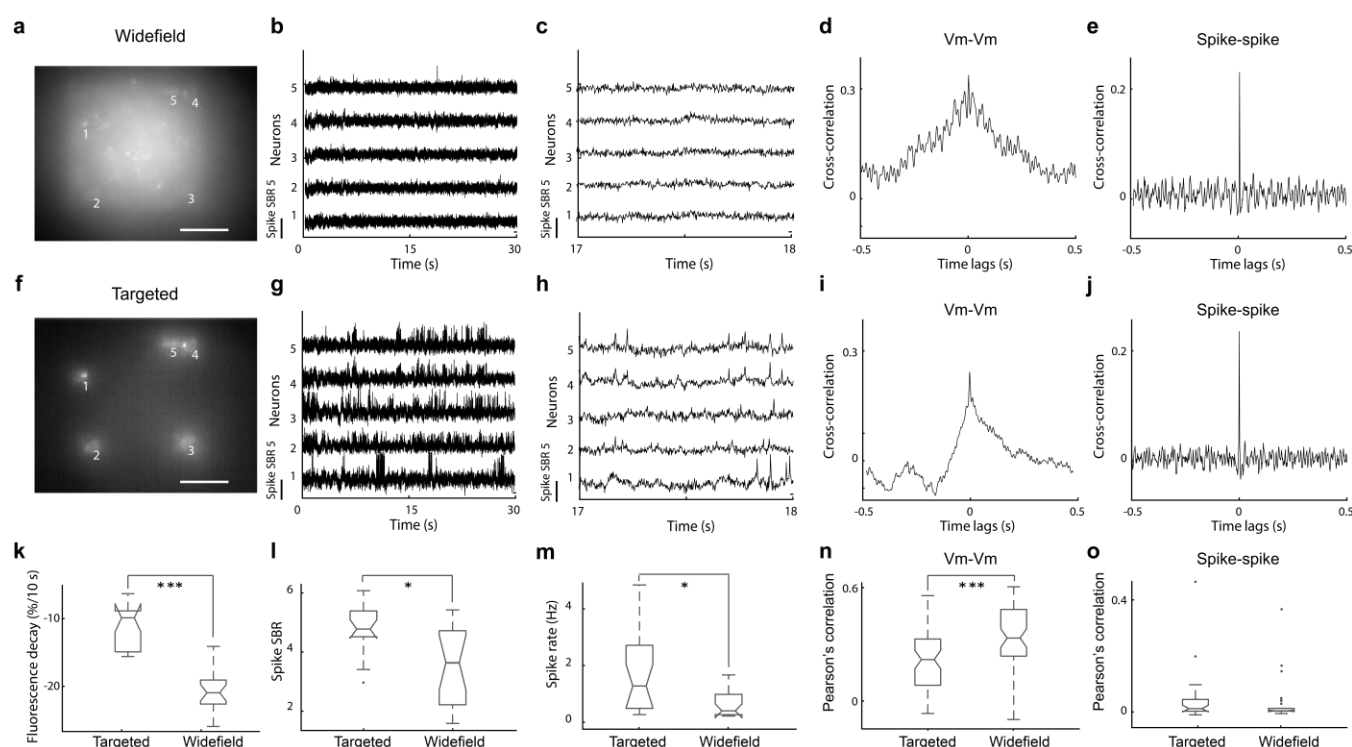 a
Widefield
1
2
3
5 4
b
5
4
3
2
1
Neurons
Spike SBR 5
0 15 30
Time (s)
c
5
4
3
2
1
Neurons
Sipke SBR 5
17 18
Time (s)
d
Vm-Vm
Cross-correlation
0.3
0
-0.5 0 0.5
Time lags (s)
e
Spike-spike
Cross-correlation
0.2
0
-0.5 0 0.5
Time lags (s)
f
Targeted
5 4
1
2
3
g
5
4
3
2
1
Neurons
Spike SBR 5
0 15 30
Time (s)
h
5
4
3
2
1
Neurons
Spike SBR 5
17 18
Time (s)
i
Vm-Vm
Cross-correlation
0.3
0
-0.5 0 0.5
Time lags (s)
j
Spike-spike
Cross-correlation
0.2
0
-0.5 0 0.5
Time lags (s)
k
Fluorescence decay (%/10 s)
-10
-20
***
Targeted Widefield
l
Spike SBR
6
4
2
*
Targeted Widefield
m
Spike rate (Hz)
4
2
0
*
Targeted Widefield
n
Vm-Vm
Pearson's correlation
0.6
0
***
Targeted Widefield
o
Spike-spike
Pearson's correlation
0.4
0
Targeted Widefield